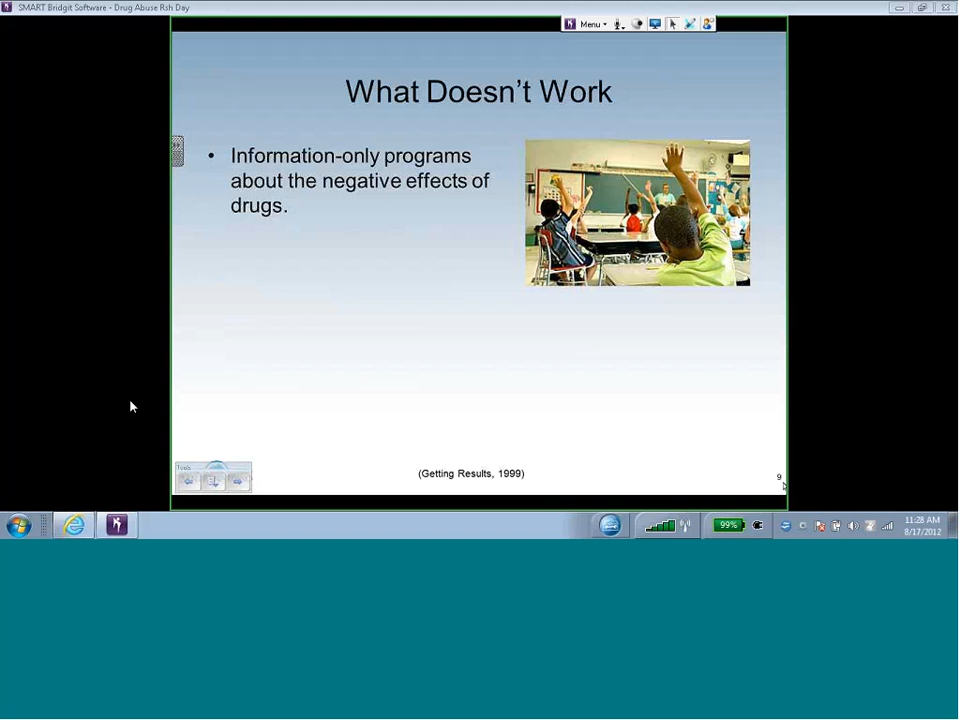 SMART Bridgit Software - Drug Abuse Rsh Day
Menu
What Doesn't Work
• Information-only programs
about the negative effects of
drugs.
(Getting Results, 1999)
9
Tools
99%
11:28 AM
8/17/2012